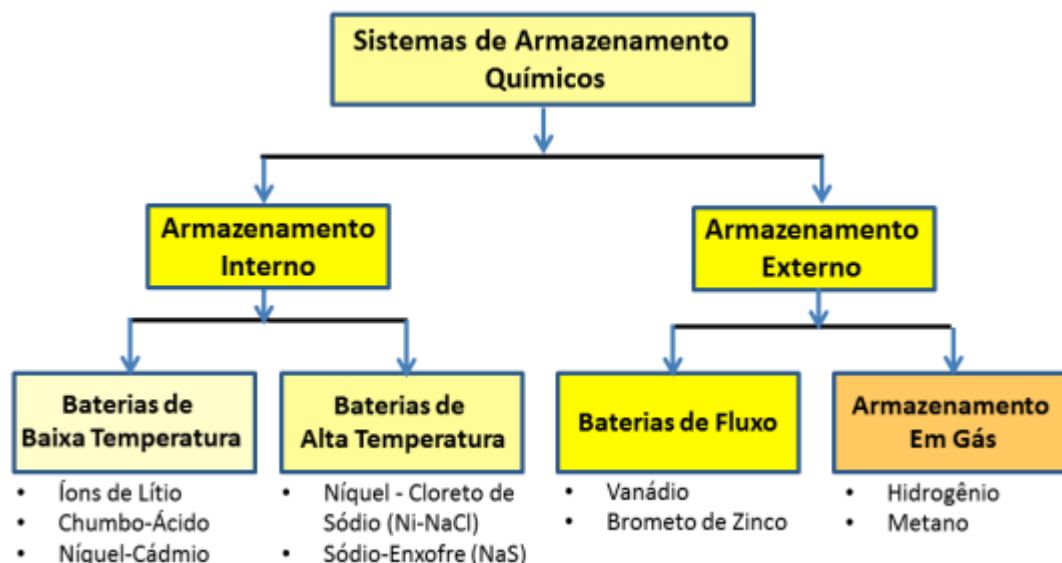 Sistemas de Armazenamento
Químicos
Armazenamento
Interno
Armazenamento
Externo
Baterias de
Baixa Temperatura
Baterias de
Alta Temperatura
Baterias de Fluxo
Armazenamento
Em Gás
• Íons de Lítio
• Chumbo-Ácido
• Níquel-Cádmio
• Níquel - Cloreto de
Sódio (Ni-NaCl)
• Sódio-Enxofre (NaS)
• Vanádio
• Brometo de Zinco
• Hidrogênio
• Metano